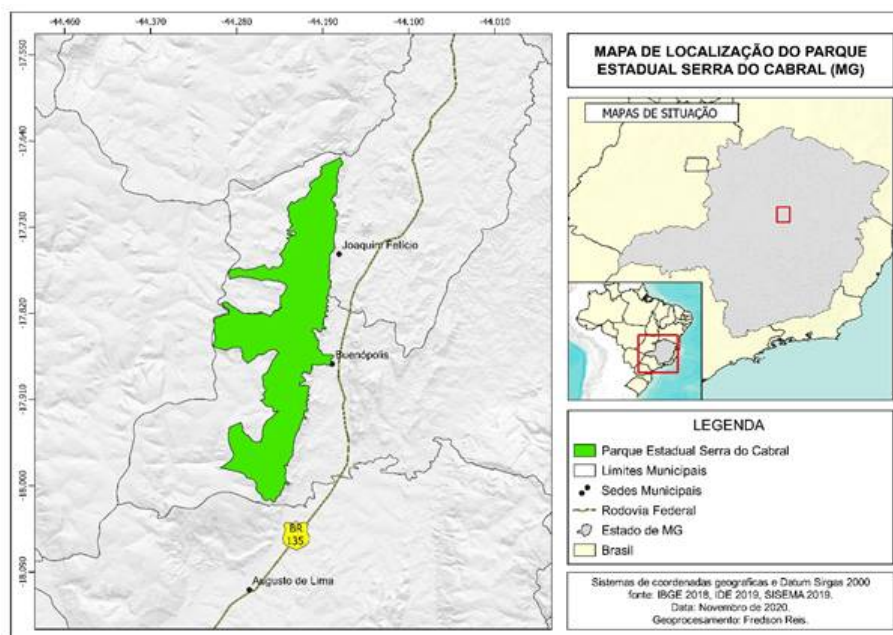 -44.460 -44.370 -44.280 -44.190 -44.100 -44.010
-17.550
-17.640
-17.730
-17.820
-17.910
-18.000
-18.090
Joaquim Felício
Buenópolis
BR
135
Augusto de Lima
MAPA DE LOCALIZAÇÃO DO PARQUE
ESTADUAL SERRA DO CABRAL (MG)
MAPAS DE SITUAÇÃO
LEGENDA
Parque Estadual Serra do Cabral
Limites Municipais
Sedes Municipais
Rodovia Federal
Estado de MG
Brasil
Sistemas de coordenadas geograficas e Datum Sirgas 2000
fonte: IBGE 2018, IDE 2019, SISEMA 2019.
Data: Novembro de 2020.
Geoprocesamento: Fredson Reis.